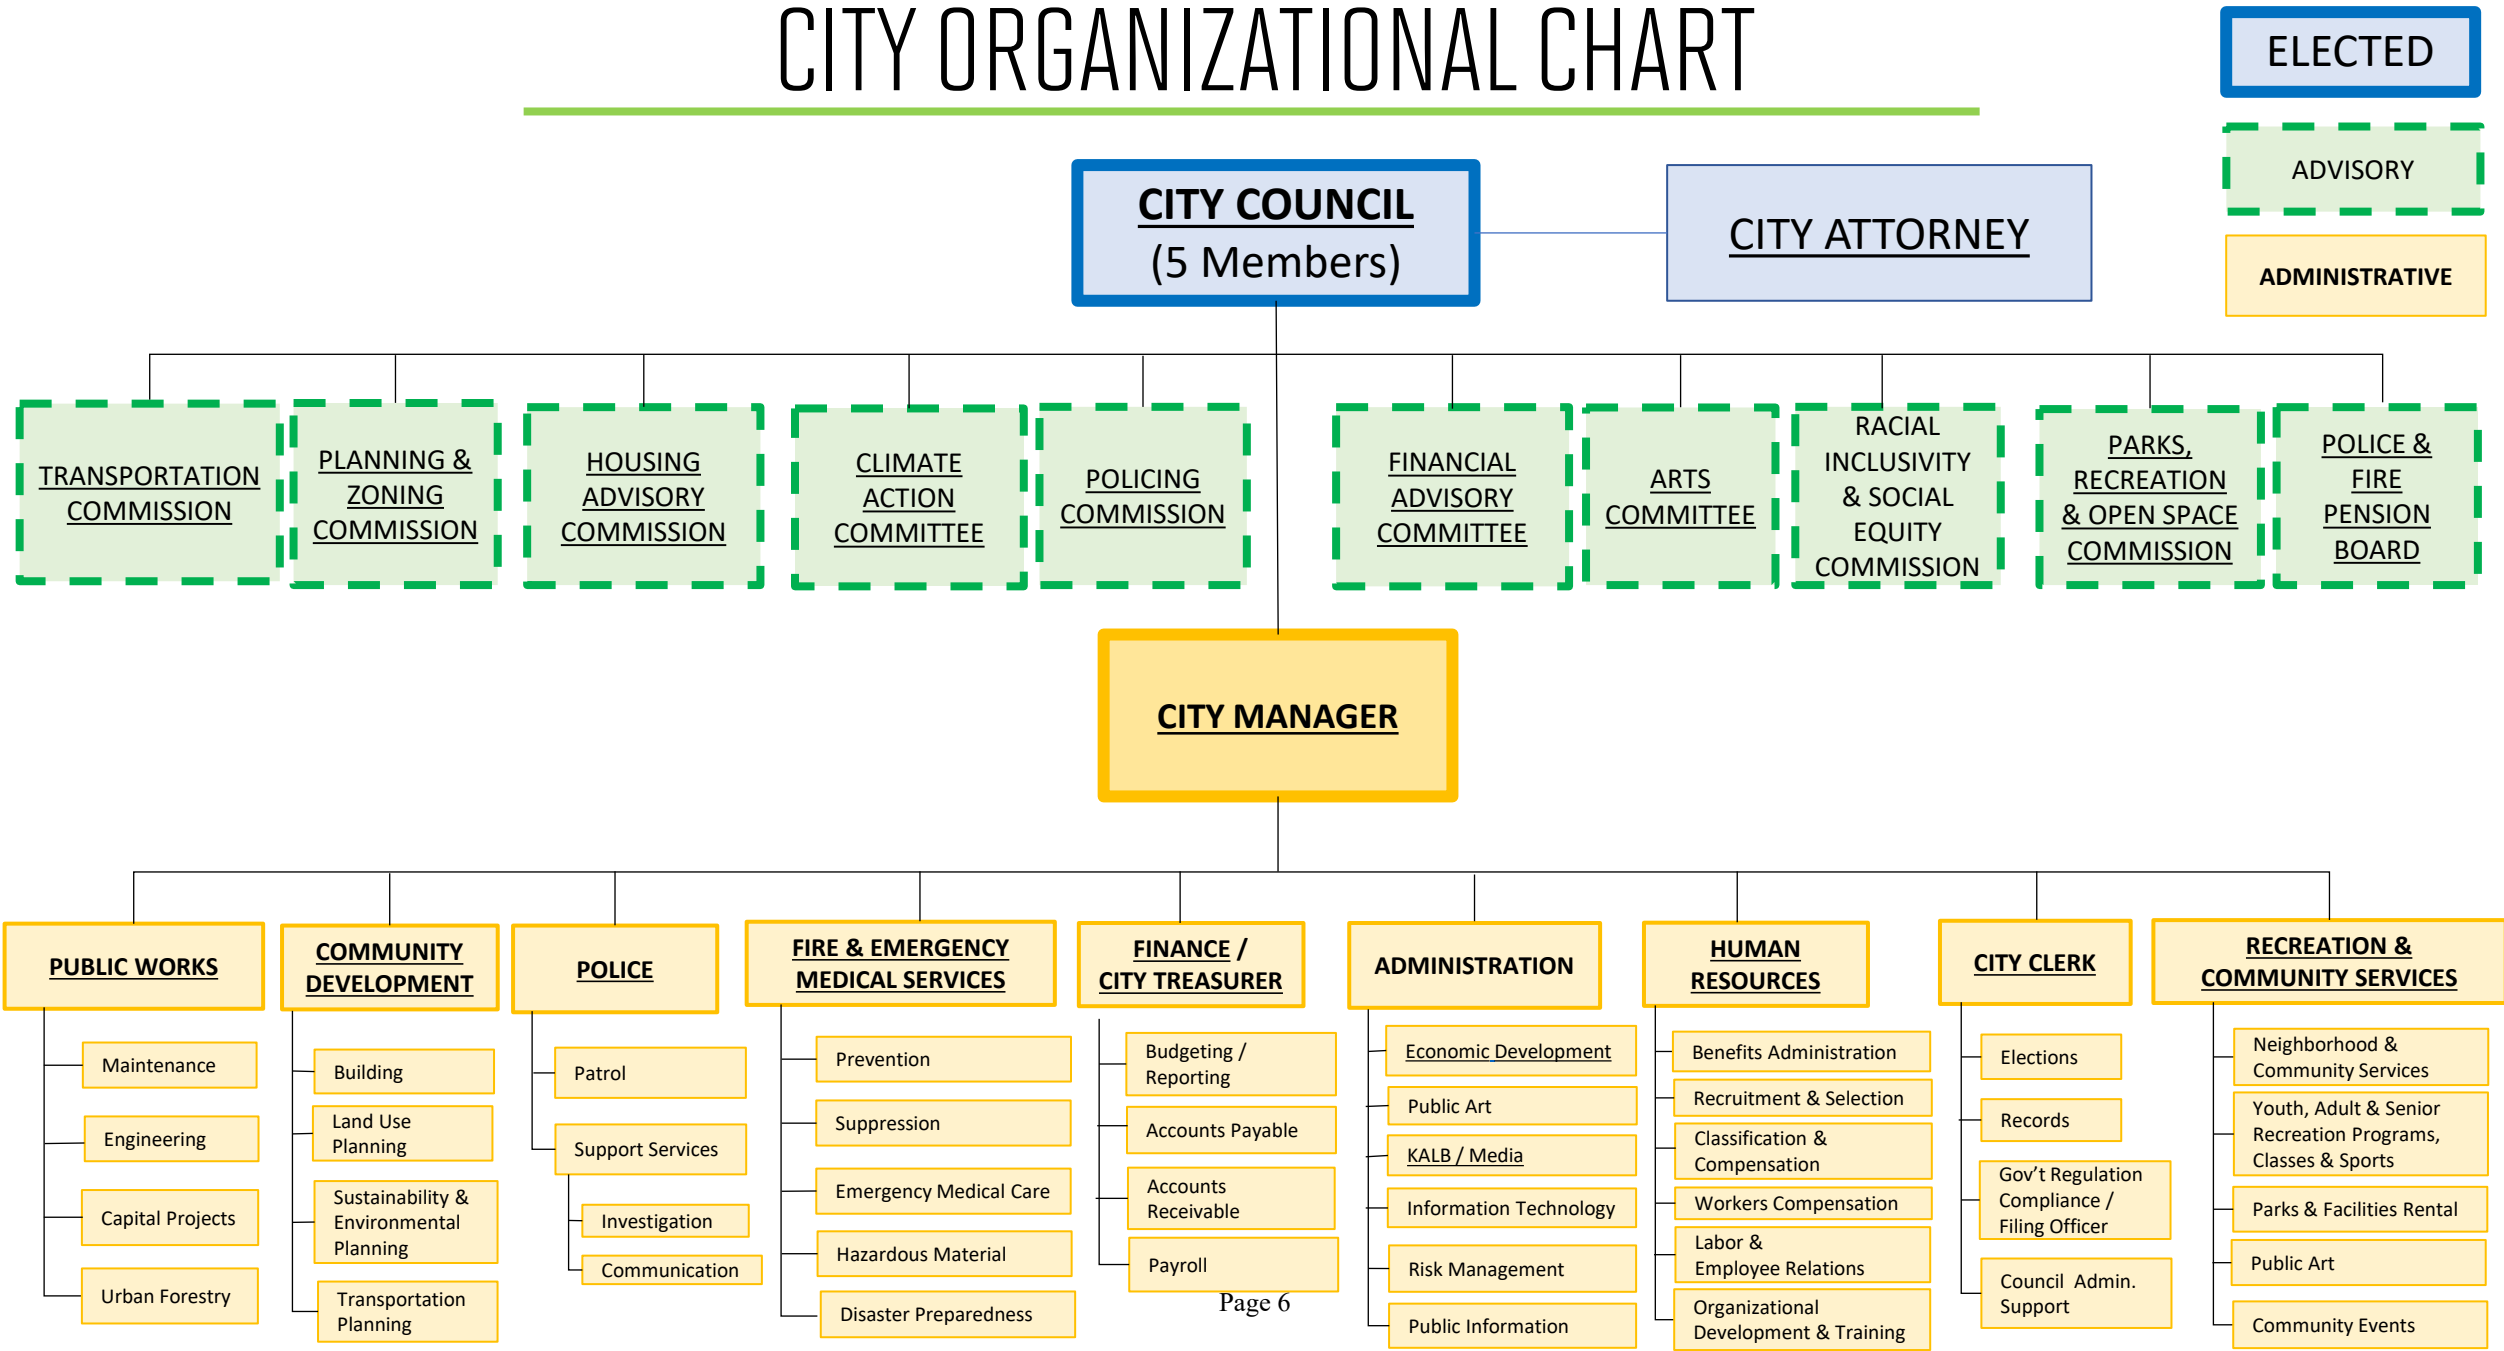 CITY ORGANIZATIONAL CHART
ELECTED
ADVISORY
ADMINISTRATIVE
CITY COUNCIL
(5 Members)
CITY ATTORNEY
TRANSPORTATION
COMMISSION
PLANNING &
ZONING
COMMISSION
HOUSING
ADVISORY
COMMISSION
CLIMATE
ACTION
COMMITTEE
POLICING
COMMISSION
FINANCIAL
ADVISORY
COMMITTEE
ARTS
COMMITTEE
RACIAL
INCLUSIVITY
& SOCIAL
EQUITY
COMMISSION
PARKS,
RECREATION
& OPEN SPACE
COMMISSION
POLICE &
FIRE
PENSION
BOARD
CITY MANAGER
PUBLIC WORKS
Maintenance
Engineering
Capital Projects
Urban Forestry
COMMUNITY
DEVELOPMENT
Building
Land Use
Planning
Sustainability &
Environmental
Planning
Transportation
Planning
POLICE
Patrol
Support Services
Investigation
Communication
FIRE & EMERGENCY
MEDICAL SERVICES
Prevention
Suppression
Emergency Medical Care
Hazardous Material
Disaster Preparedness
FINANCE /
CITY TREASURER
Budgeting /
Reporting
Accounts Payable
Accounts
Receivable
Payroll
ADMINISTRATION
Economic Development
Public Art
KALB / Media
Information Technology
Risk Management
Public Information
HUMAN
RESOURCES
Benefits Administration
Recruitment & Selection
Classification &
Compensation
Workers Compensation
Labor &
Employee Relations
Organizational
Development & Training
CITY CLERK
Elections
Records
Gov't Regulation
Compliance /
Filing Officer
Council Admin.
Support
RECREATION &
COMMUNITY SERVICES
Neighborhood &
Community Services
Youth, Adult & Senior
Recreation Programs,
Classes & Sports
Parks & Facilities Rental
Public Art
Community Events
Page 6